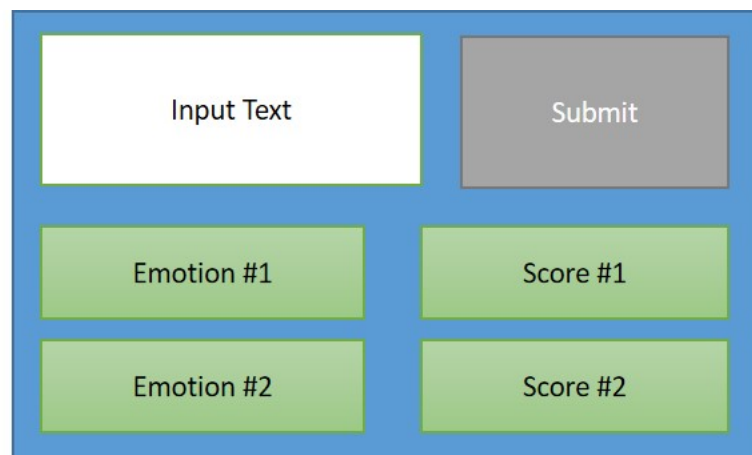 Input Text
Submit
Emotion #1
Score #1
Emotion #2
Score #2